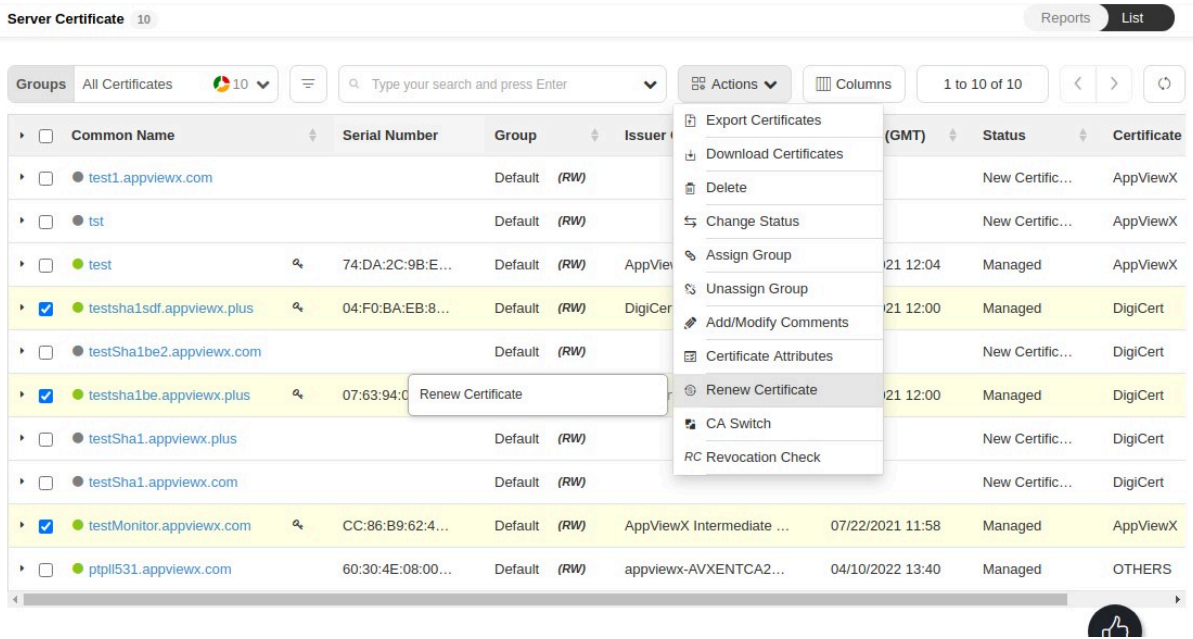 Server Certificate 10
Reports List
Groups All Certificates 10 Type your search and press Enter Actions Columns 1 to 10 of 10
Common Name Serial Number Group Issuer (GMT) Status Certificate
test1.appviewx.com Default (RW) New Certific... AppViewX
tst Default (RW) New Certific... AppViewX
test 74:DA:2C:9B:E... Default (RW) 21 12:04 Managed AppViewX
testsha1sdf.appviewx.plus 04:F0:BA:EB:8... Default (RW) DigiCer 21 12:00 Managed DigiCert
testSha1be2.appviewx.com Default (RW) New Certific... DigiCert
testsha1be.appviewx.plus 07:63:94:0 21 12:00 Managed DigiCert
testSha1.appviewx.plus Default (RW) New Certific... DigiCert
testSha1.appviewx.com Default (RW) New Certific... DigiCert
testMonitor.appviewx.com CC:86:B9:62:4... Default (RW) AppViewX Intermediate ... 07/22/2021 11:58 Managed AppViewX
ptpll531.appviewx.com 60:30:4E:08:00... Default (RW) appviewx-AVXENTCA2... 04/10/2022 13:40 Managed OTHERS
Export Certificates
Download Certificates
Delete
Change Status
Assign Group
Unassign Group
Add/Modify Comments
Certificate Attributes
Renew Certificate
CA Switch
RC Revocation Check
Renew Certificate